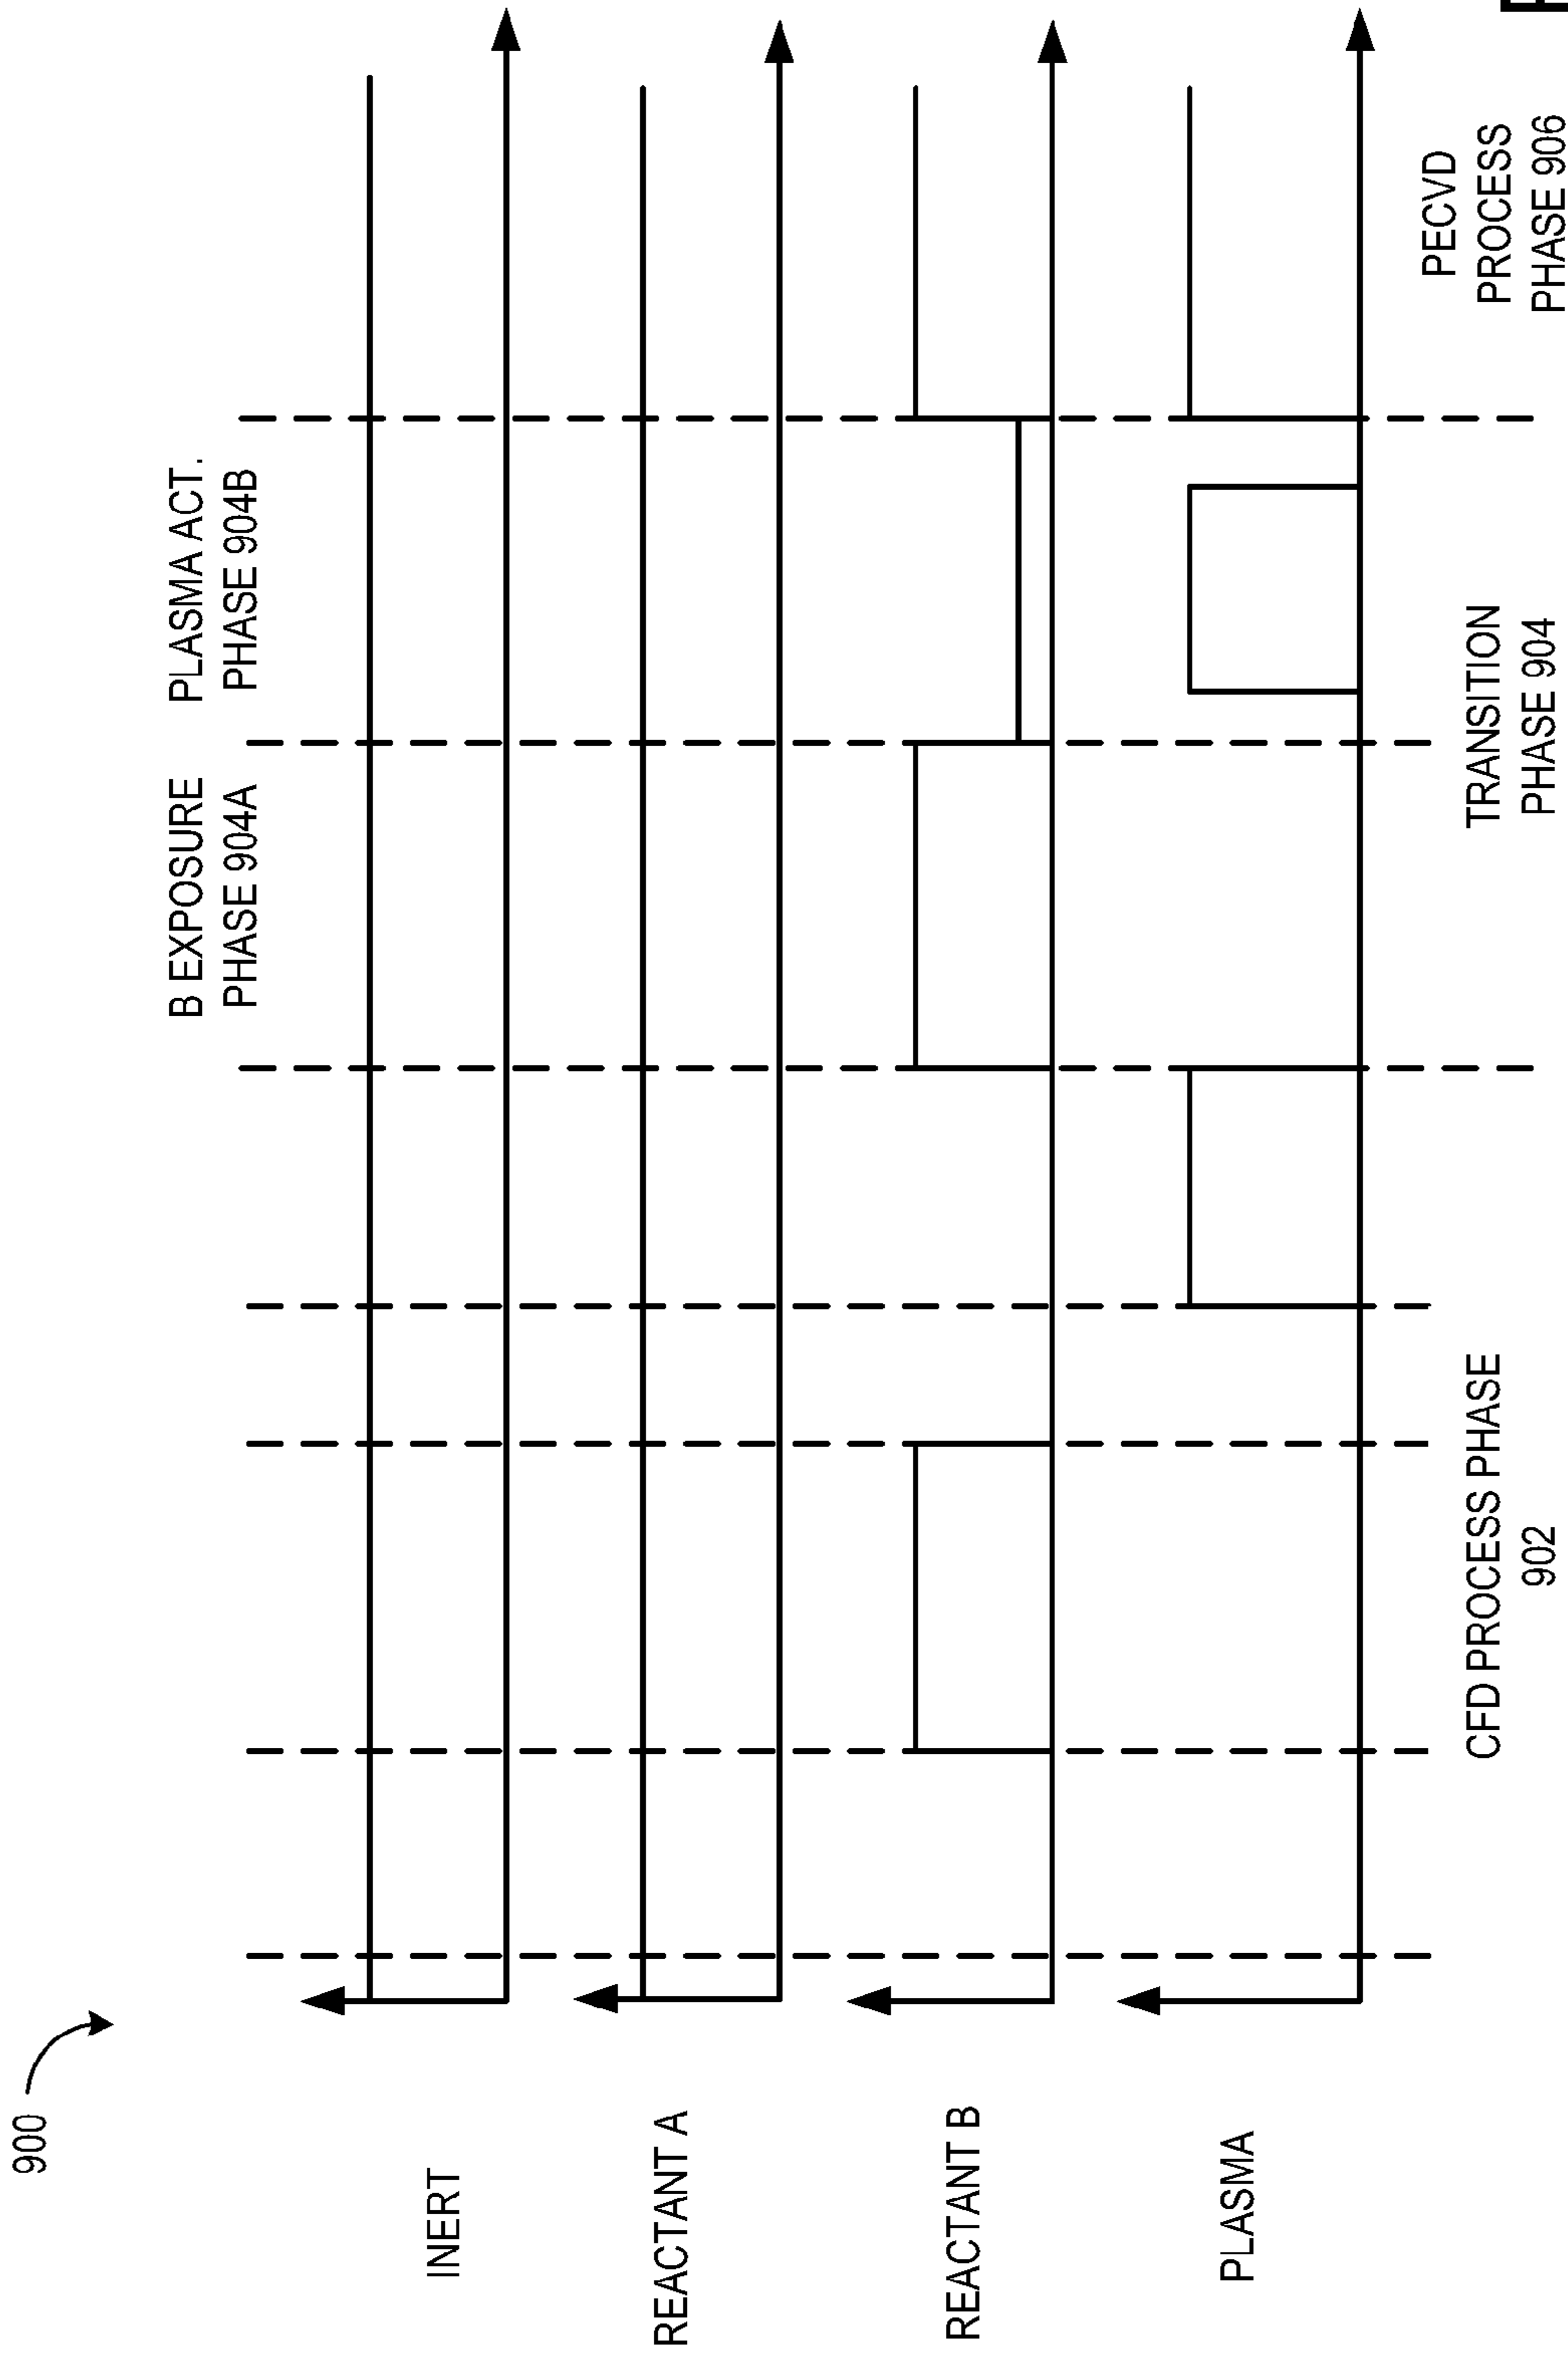 900
B EXPOSURE
PHASE 904A
PLASMA ACT.
PHASE 904B
INERT
REACTANT A
REACTANT B
PLASMA
CFD PROCESS PHASE
902
TRANSITION
PHASE 904
PECVD
PROCESS
PHASE 906